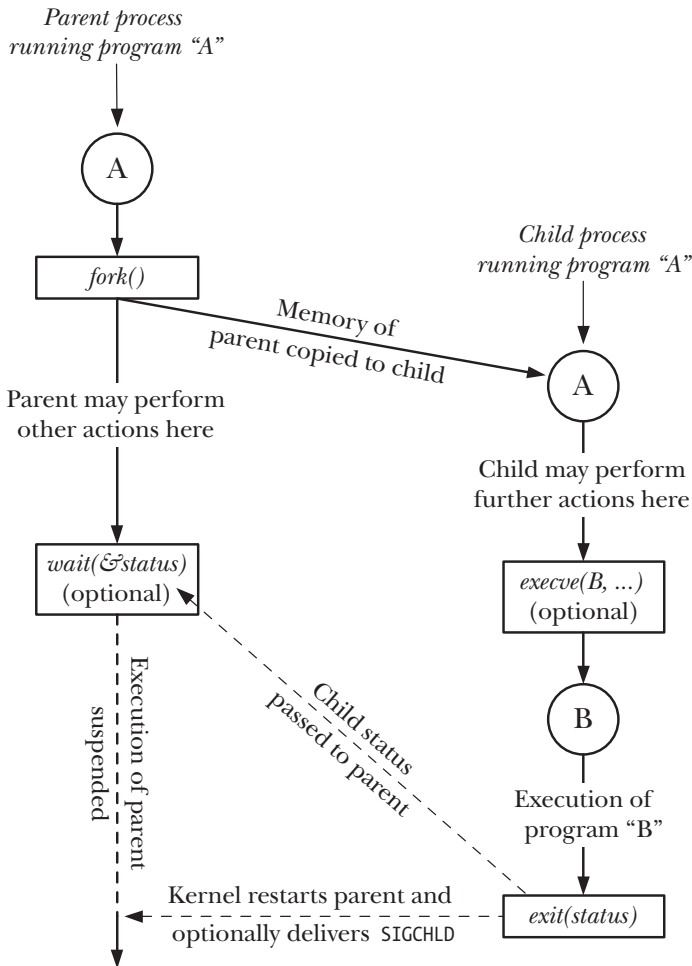 Parent process
running program “A”
A
fork()
Memory of
parent copied to child
Child process
running program “A”
A
Parent may perform
other actions here
Child may perform
further actions here
wait(&status)
(optional)
execve(B, ...)
(optional)
B
Execution of parent
suspended
Child status
passed to parent
Execution of
program “B”
Kernel restarts parent and
optionally delivers SIGCHLD
exit(status)